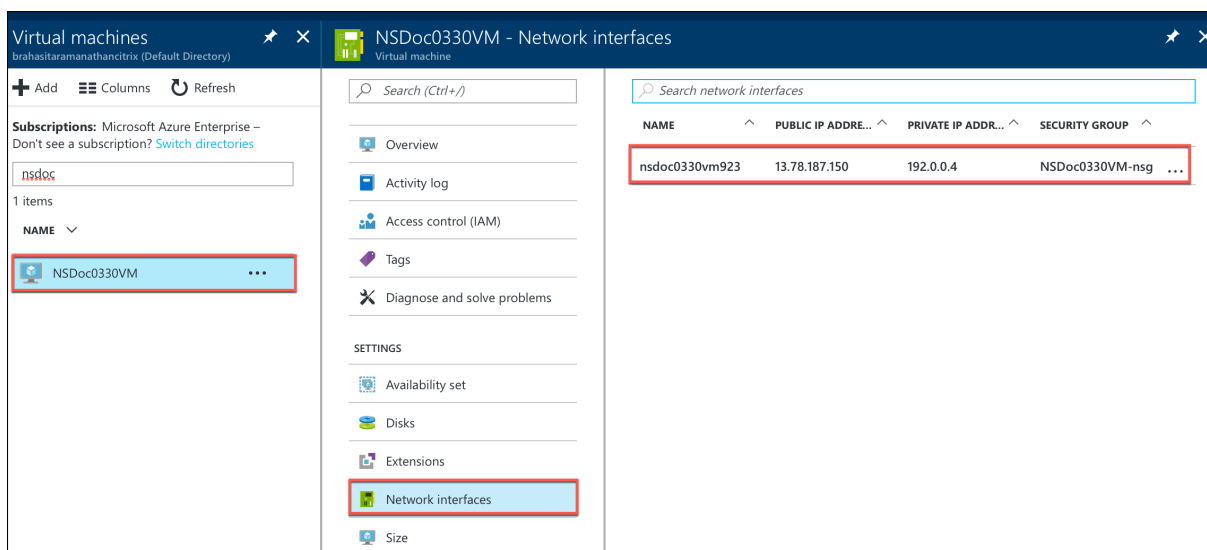 Virtual machines
brahasitaramanathancitrix (Default Directory)
Add Columns Refresh
Subscriptions: Microsoft Azure Enterprise –
Don't see a subscription? Switch directories
nsdoc
1 items
NAME
NSDoc0330VM
NSDoc0330VM - Network interfaces
Virtual machine
Search (Ctrl+/)
Overview
Activity log
Access control (IAM)
Tags
Diagnose and solve problems
SETTINGS
Availability set
Disks
Extensions
Network interfaces
Size
Search network interfaces
NAME PUBLIC IP ADDRE... PRIVATE IP ADDR... SECURITY GROUP
nsdoc0330vm923 13.78.187.150 192.0.0.4 NSDoc0330VM-nsg ...